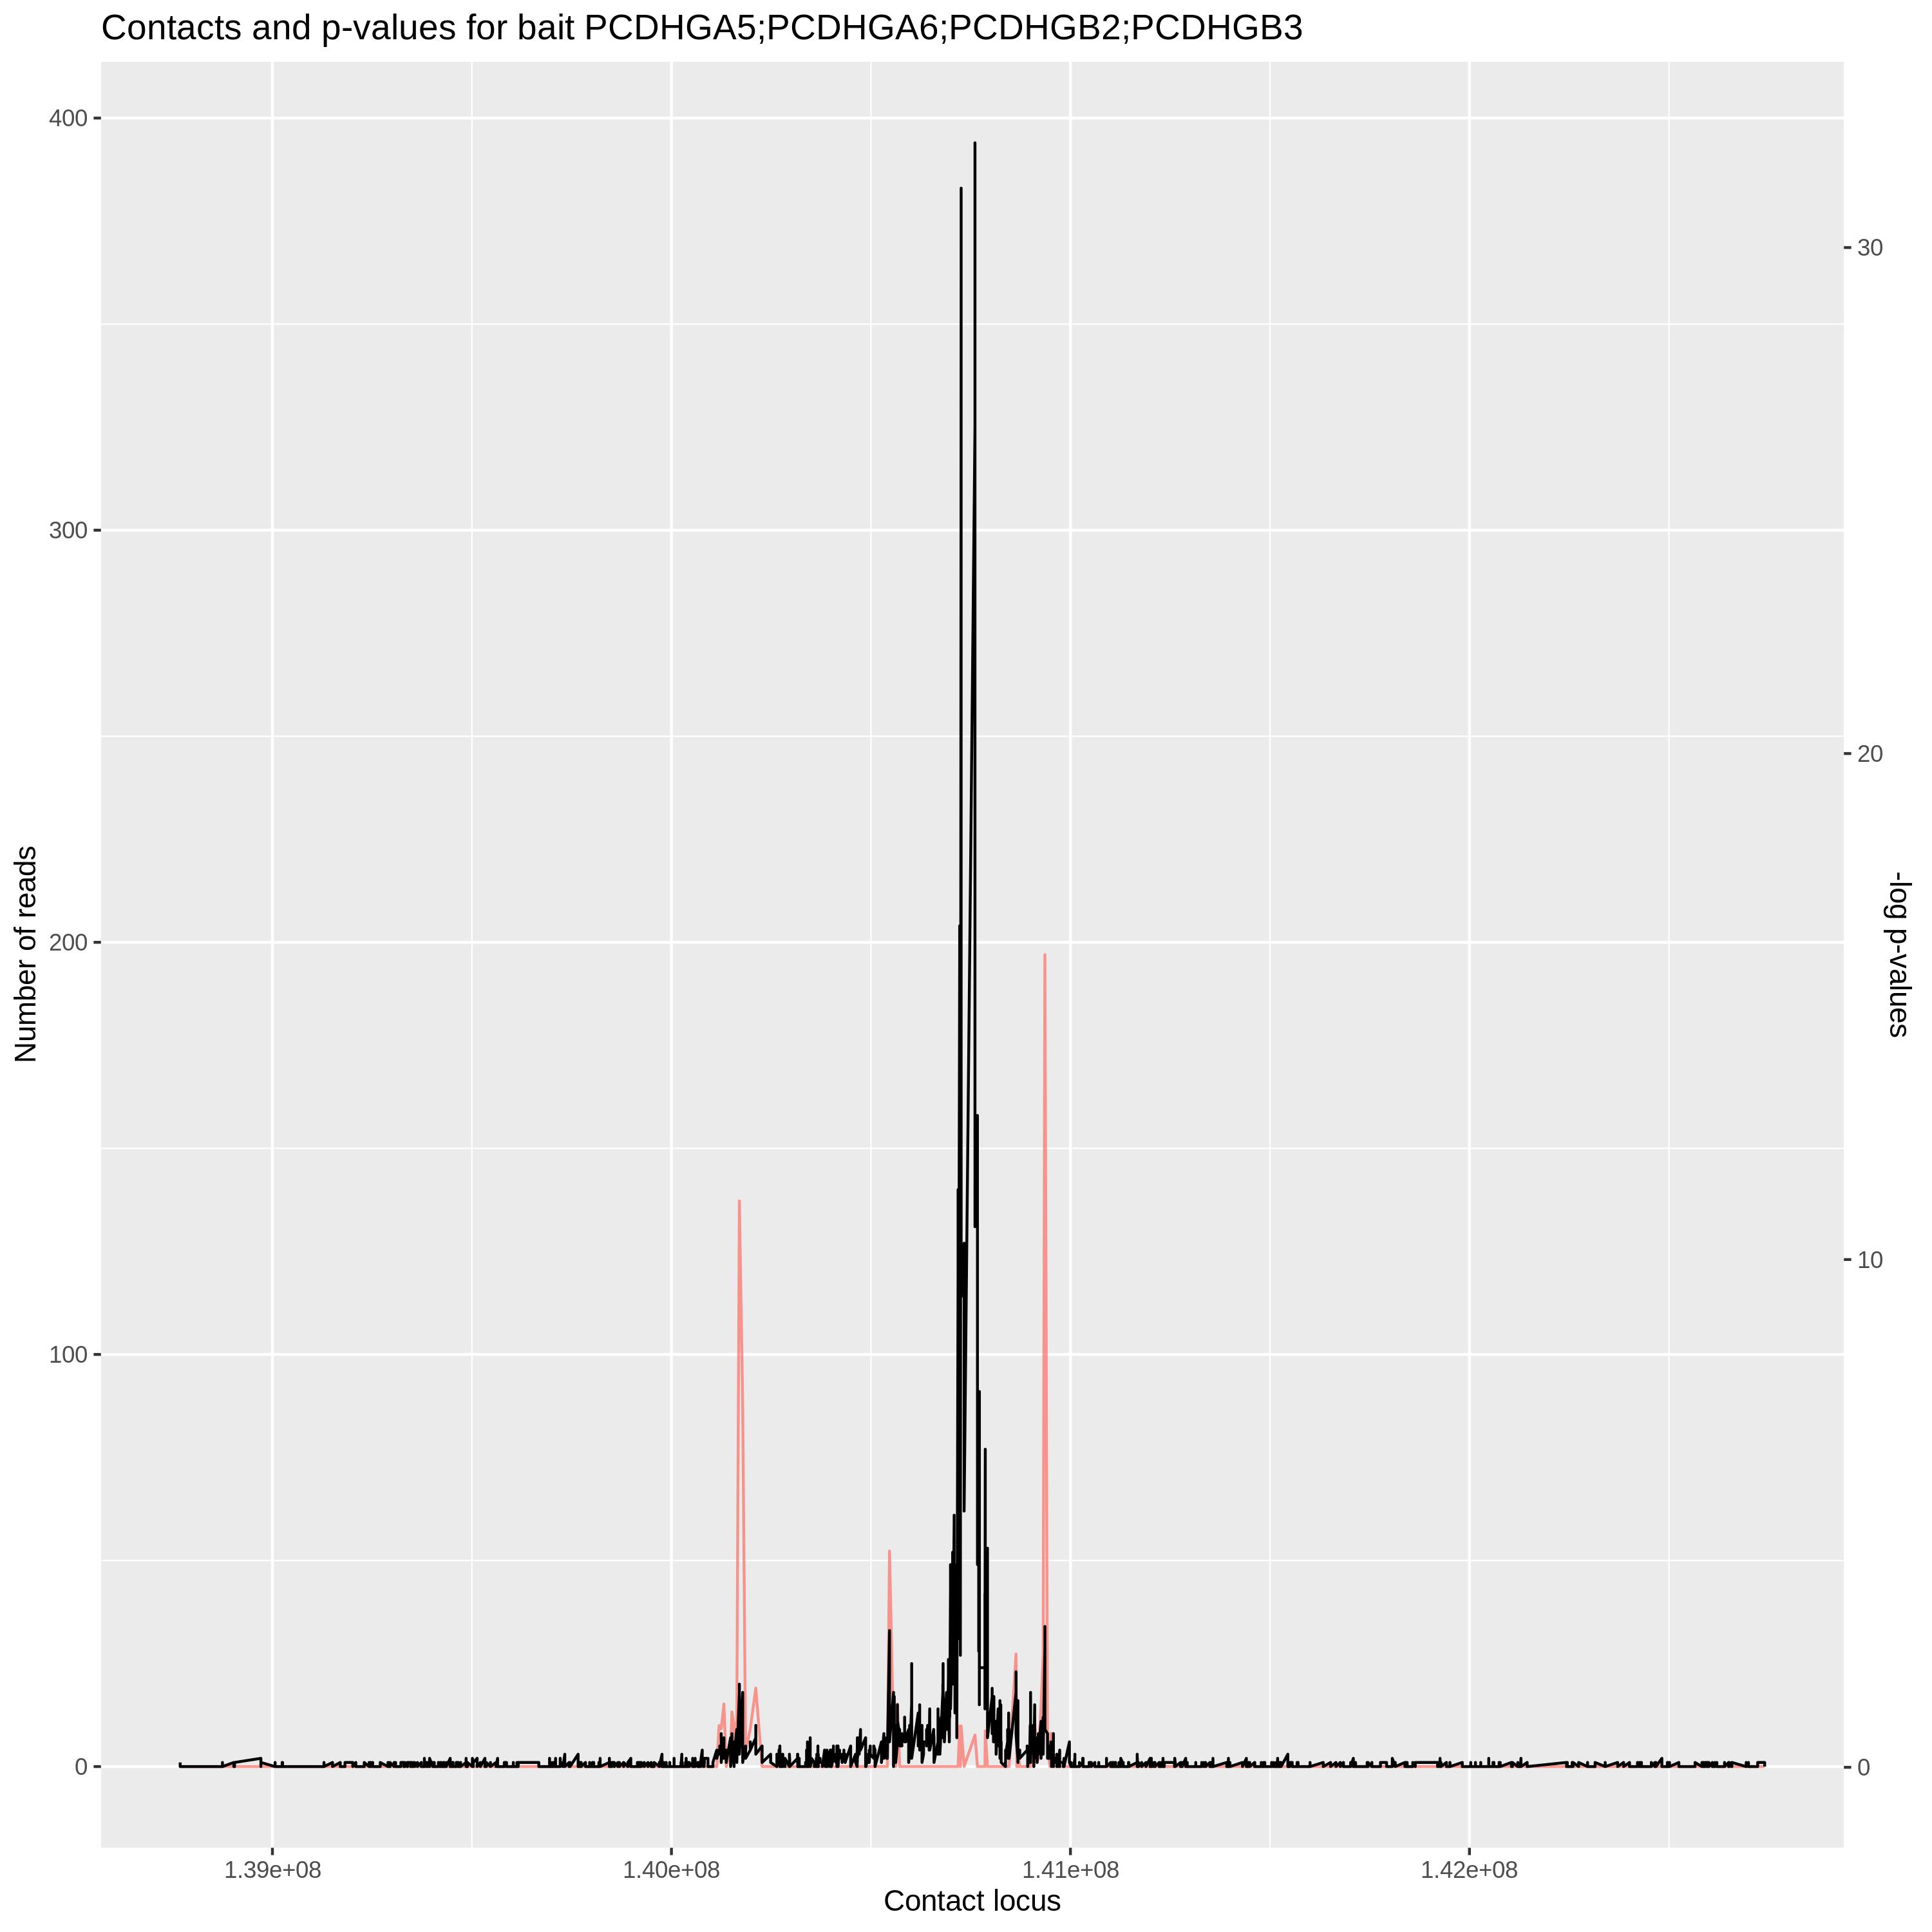 Contacts and p-values for bait PCDHGA5;PCDHGA6;PCDHGB2;PCDHGB3
400
300
200
100
0
Number of reads
30
20
10
0
-log p-values
1.39e+08
1.40e+08
1.41e+08
1.42e+08
Contact locus